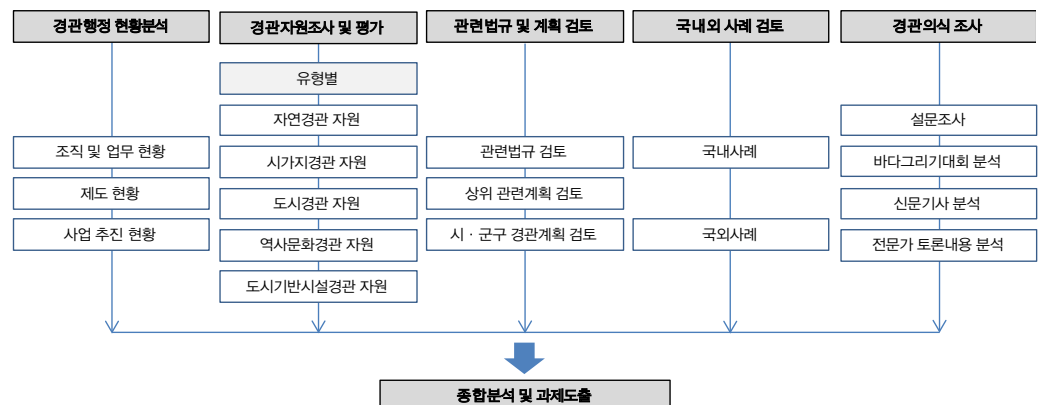 경관행정 현황분석
조직 및 업무 현황
제도 현황
사업 추진 현황
경관자원조사 및 평가
유형별
자연경관 자원
시가지경관 자원
도시경관 자원
역사문화경관 자원
도시기반시설경관 자원
관련법규 및 계획 검토
관련법규 검토
상위 관련계획 검토
시 · 군구 경관계획 검토
국내외 사례 검토
국내사례
국외사례
경관의식 조사
설문조사
바다그리기대회 분석
신문기사 분석
전문가 토론내용 분석
종합분석 및 과제도출